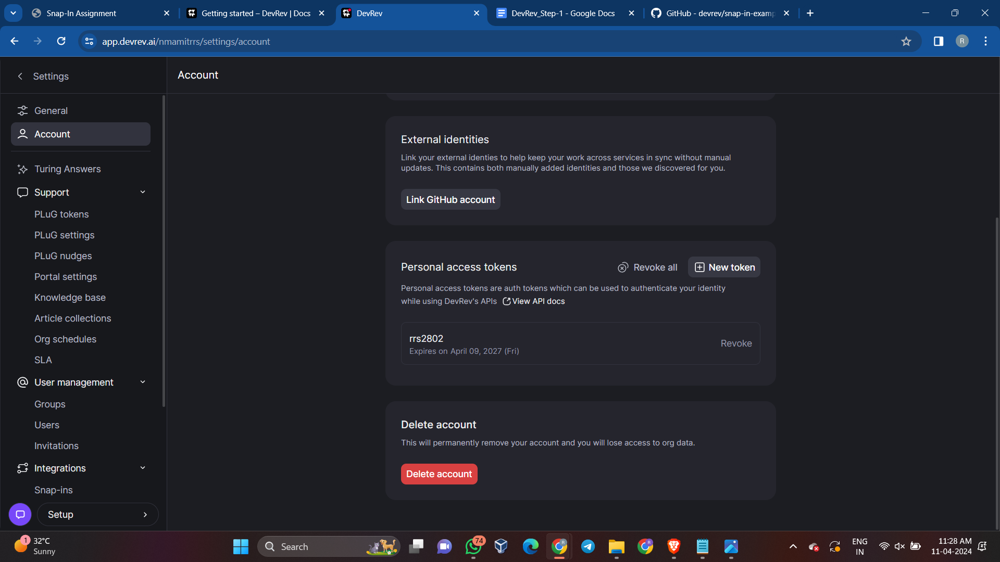 Snap-In Assignment
Getting started – DevRev | Docs
DevRev
DevRev_Step-1 - Google Docs
GitHub - devrev/snap-in-examp
app.devrev.ai/nmamitrrs/settings/account
R
Settings
General
Account
Turing Answers
Support
PLuG tokens
PLuG settings
PLuG nudges
Portal settings
Knowledge base
Article collections
Org schedules
SLA
User management
Groups
Users
Invitations
Integrations
Snap-ins
Setup
Account
External identities
Link your external identies to help keep your work across services in sync without manual
updates. This contains both manually added identities and those we discovered for you.
Link GitHub account
Personal access tokens
Revoke all
New token
Personal access tokens are auth tokens which can be used to authenticate your identity
while using DevRev's APIs View API docs
rrs2802
Expires on April 09, 2027 (Fri)
Revoke
Delete account
This will permanently remove your account and you will lose access to org data.
Delete account
1
32°C
Sunny
Search
74
R
R
ENG
IN
11:28 AM
11-04-2024